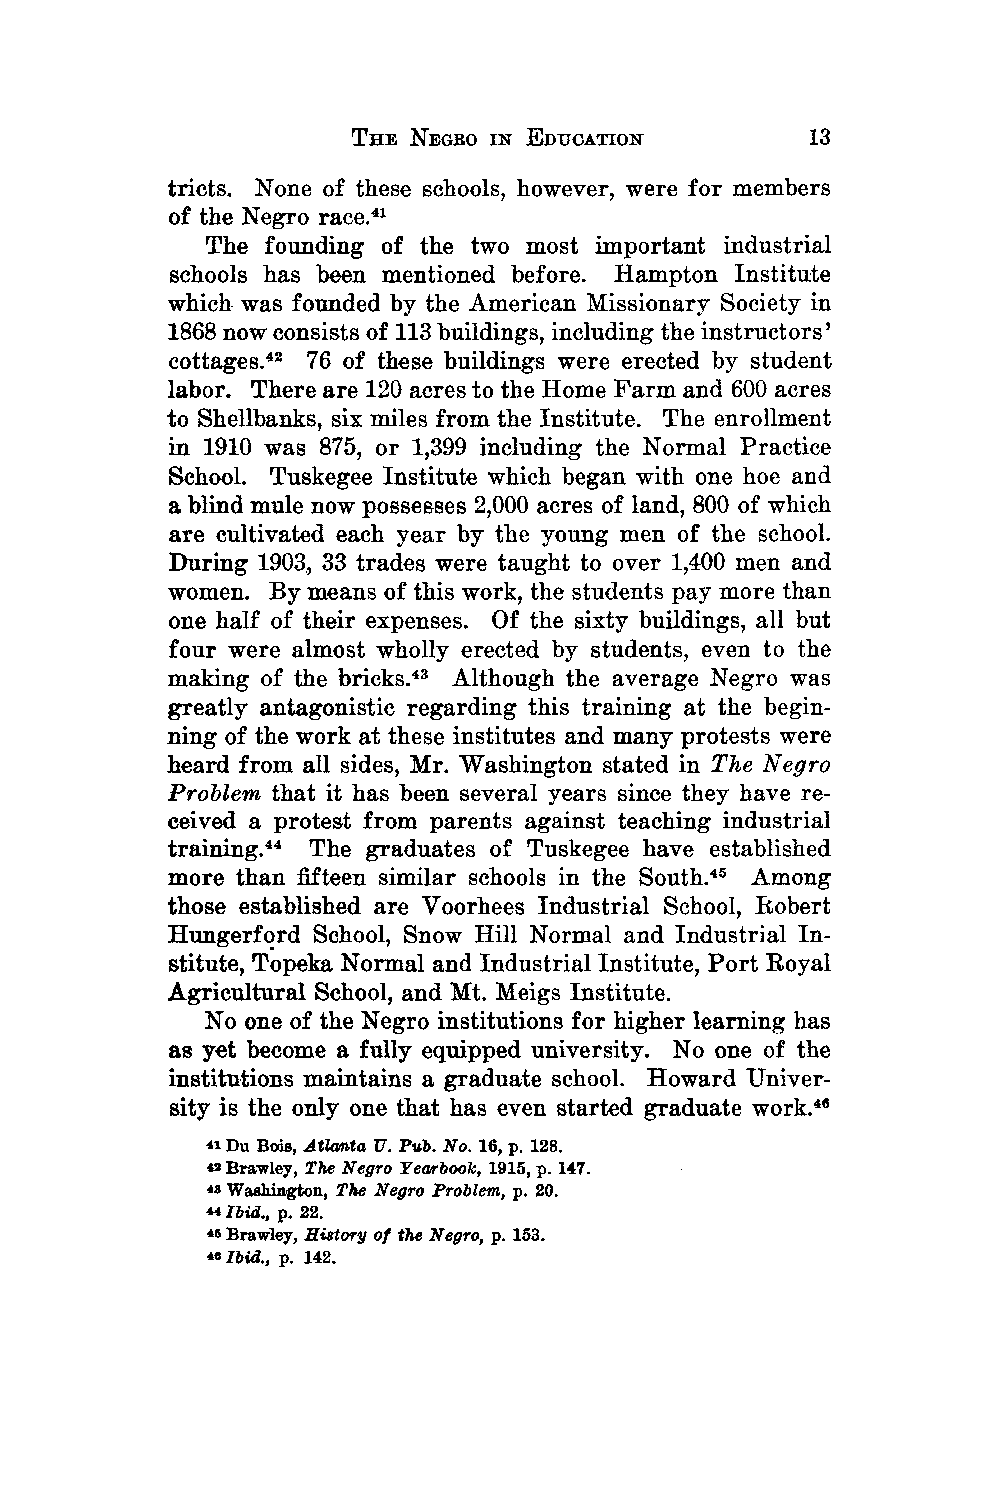 THE NEGRO IN EDUCATION 13
tricts. None of these schools, however, were for members
of the Negro race.⁴¹
The founding of the two most important industrial
schools has been mentioned before. Hampton Institute
which was founded by the American Missionary Society in
1868 now consists of 113 buildings, including the instructors'
cottages.⁴² 76 of these buildings were erected by student
labor. There are 120 acres to the Home Farm and 600 acres
to Shellbanks, six miles from the Institute. The enrollment
in 1910 was 875, or 1,399 including the Normal Practice
School. Tuskegee Institute which began with one hoe and
a blind mule now possesses 2,000 acres of land, 800 of which
are cultivated each year by the young men of the school.
During 1903, 33 trades were taught to over 1,400 men and
women. By means of this work, the students pay more than
one half of their expenses. Of the sixty buildings, all but
four were almost wholly erected by students, even to the
making of the bricks.⁴³ Although the average Negro was
greatly antagonistic regarding this training at the begin-
ning of the work at these institutes and many protests were
heard from all sides, Mr. Washington stated in The Negro
Problem that it has been several years since they have re-
ceived a protest from parents against teaching industrial
training.⁴⁴ The graduates of Tuskegee have established
more than fifteen similar schools in the South.⁴⁵ Among
those established are Voorhees Industrial School, Robert
Hungerford School, Snow Hill Normal and Industrial In-
stitute, Topeka Normal and Industrial Institute, Port Royal
Agricultural School, and Mt. Meigs Institute.
No one of the Negro institutions for higher learning has
as yet become a fully equipped university. No one of the
institutions maintains a graduate school. Howard Univer-
sity is the only one that has even started graduate work.⁴⁶
⁴¹ Du Bois, Atlanta U. Pub. No. 16, p. 128.
⁴² Brawley, The Negro Yearbook, 1915, p. 147.
⁴³ Washington, The Negro Problem, p. 20.
⁴⁴ Ibid., p. 22.
⁴⁵ Brawley, History of the Negro, p. 153.
⁴⁶ Ibid., p. 142.